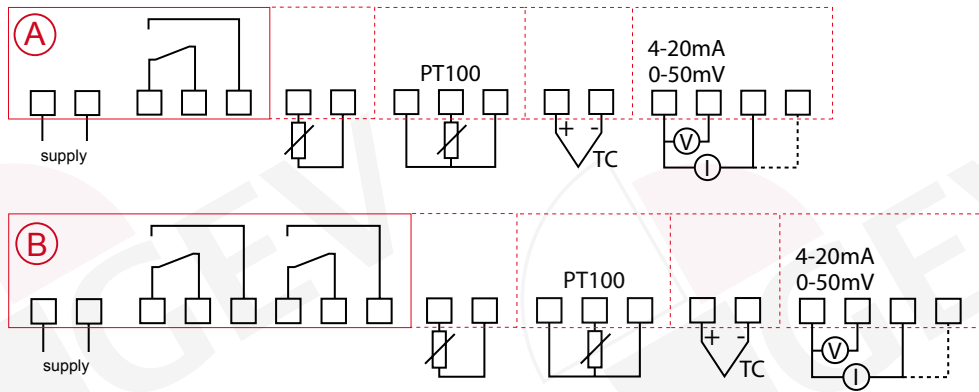 A
4-20mA
PT100
0-50mV
+ -
V
supply
TC
I
B
4-20mA
PT100
0-50mV
+ -
V
supply
TC
I